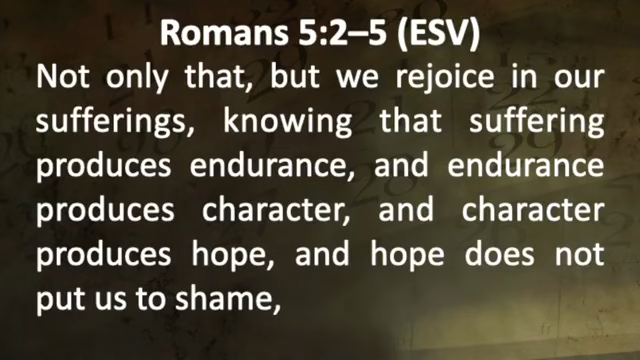 Romans 5:2–5 (ESV)
Not only that, but we rejoice in our
sufferings, knowing that suffering
produces endurance, and endurance
produces character, and character
produces hope, and hope does not
put us to shame,